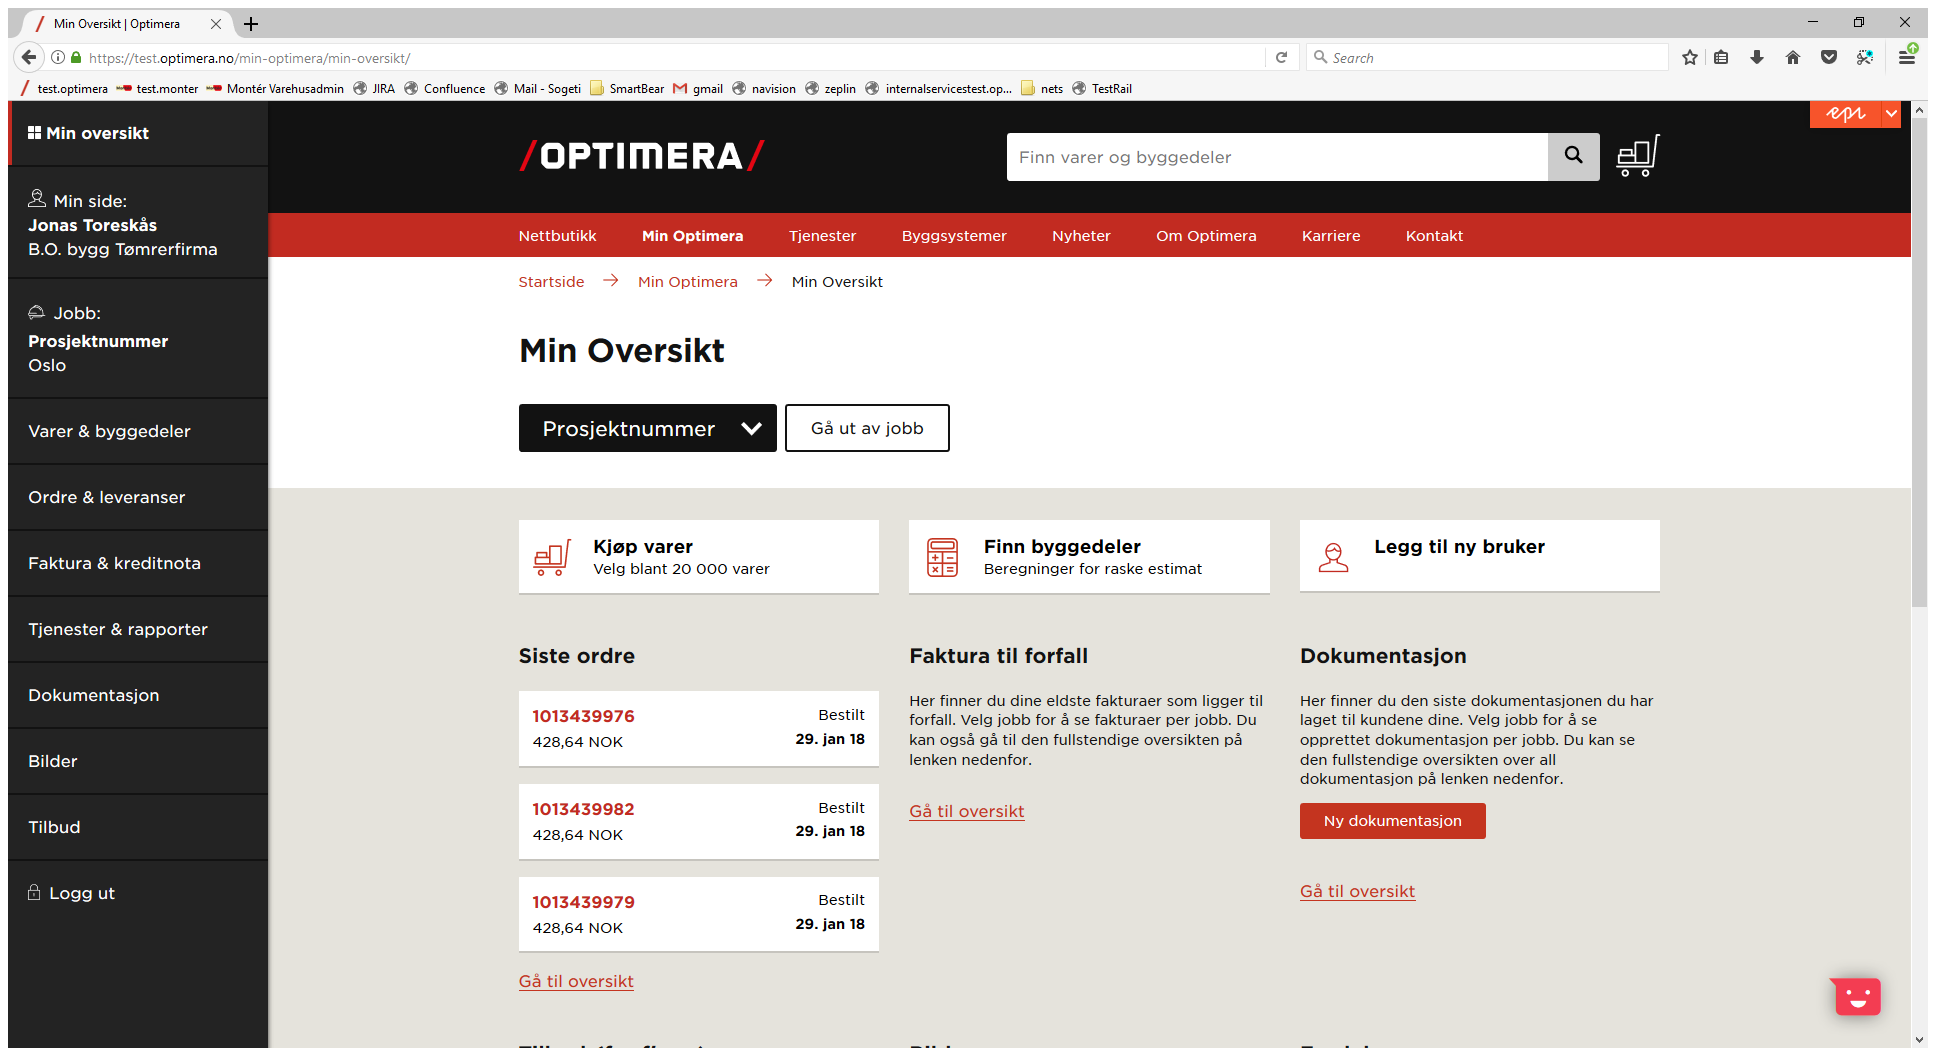 Min Oversikt | Optimera
https://test.optimera.no/min-optimera/min-oversikt/
Search
test.optimera
test.monter
Montér Varehusadmin
JIRA
Confluence
Mail - Sogeti
SmartBear
gmail
navision
zeplin
internalservicestest.op...
nets
TestRail
Min oversikt
Min side:
Jonas Toreskås
B.O. bygg Tømrerfirma
Jobb:
Prosjektnummer
Oslo
Varer & byggedeler
Ordre & leveranser
Faktura & kreditnota
Tjenester & rapporter
Dokumentasjon
Bilder
Tilbud
Logg ut
/OPTIMERA/
Finn varer og byggedeler
epi
Nettbutikk
Min Optimera
Tjenester
Byggsystemer
Nyheter
Om Optimera
Karriere
Kontakt
Startside
Min Optimera
Min Oversikt
Min Oversikt
Prosjektnummer
Gå ut av jobb
Kjøp varer
Velg blant 20 000 varer
Finn byggedeler
Beregninger for raske estimat
Legg til ny bruker
Siste ordre
1013439976
Bestilt
428,64 NOK
29. jan 18
1013439982
Bestilt
428,64 NOK
29. jan 18
1013439979
Bestilt
428,64 NOK
29. jan 18
Gå til oversikt
Faktura til forfall
Her finner du dine eldste fakturaer som ligger til
forfall. Velg jobb for å se fakturaer per jobb. Du
kan også gå til den fullstendige oversikten på
lenken nedenfor.
Gå til oversikt
Dokumentasjon
Her finner du den siste dokumentasjonen du har
laget til kundene dine. Velg jobb for å se
opprettet dokumentasjon per jobb. Du kan se
den fullstendige oversikten over all
dokumentasjon på lenken nedenfor.
Ny dokumentasjon
Gå til oversikt